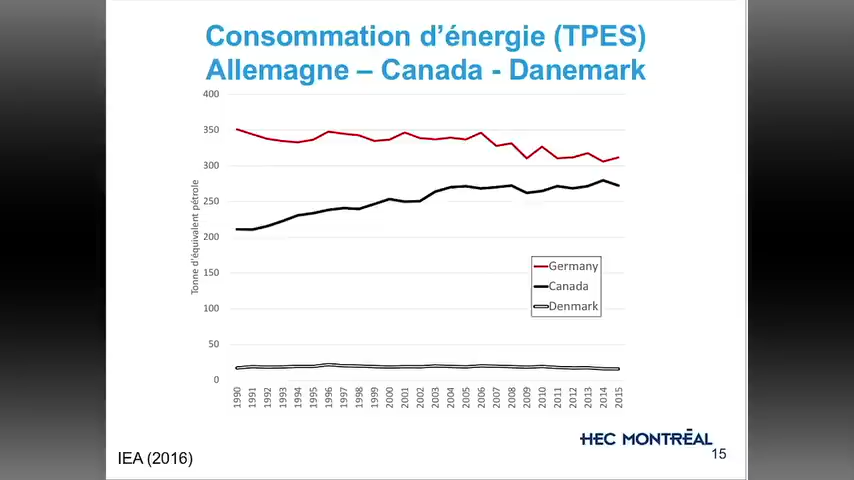 Consommation d’énergie (TPES)
Allemagne – Canada - Danemark
400
350
300
250
200
150
100
50
0
Tonne d'équivalent pétrole
Germany
Canada
Denmark
1990 1991 1992 1993 1994 1995 1996 1997 1998 1999 2000 2001 2002 2003 2004 2005 2006 2007 2008 2009 2010 2011 2012 2013 2014 2015
HEC MONTRÉAL
15
IEA (2016)